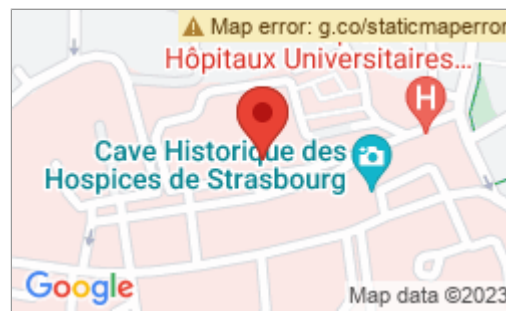 ⚠ Map error: g.co/staticmaperror
Hôpitaux Universitaires...
H
Cave Historique des
Hospices de Strasbourg
Google
Map data ©2023